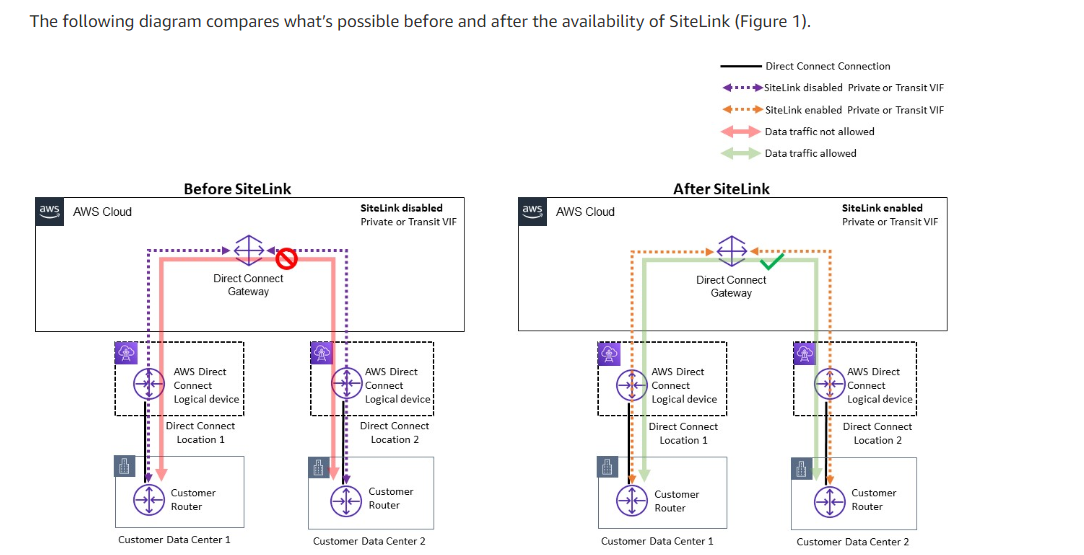 The following diagram compares what's possible before and after the availability of SiteLink (Figure 1).
Direct Connect Connection
SiteLink disabled Private or Transit VIF
SiteLink enabled Private or Transit VIF
Data traffic not allowed
Data traffic allowed
Before SiteLink
aws
AWS Cloud
SiteLink disabled
Private or Transit VIF
Direct Connect
Gateway
AWS Direct
Connect
Logical device
Direct Connect
Location 1
AWS Direct
Connect
Logical device
Direct Connect
Location 2
Customer
Router
Customer Data Center 1
Customer
Router
Customer Data Center 2
After SiteLink
aws
AWS Cloud
SiteLink enabled
Private or Transit VIF
Direct Connect
Gateway
AWS Direct
Connect
Logical device
Direct Connect
Location 1
AWS Direct
Connect
Logical device
Direct Connect
Location 2
Customer
Router
Customer Data Center 1
Customer
Router
Customer Data Center 2